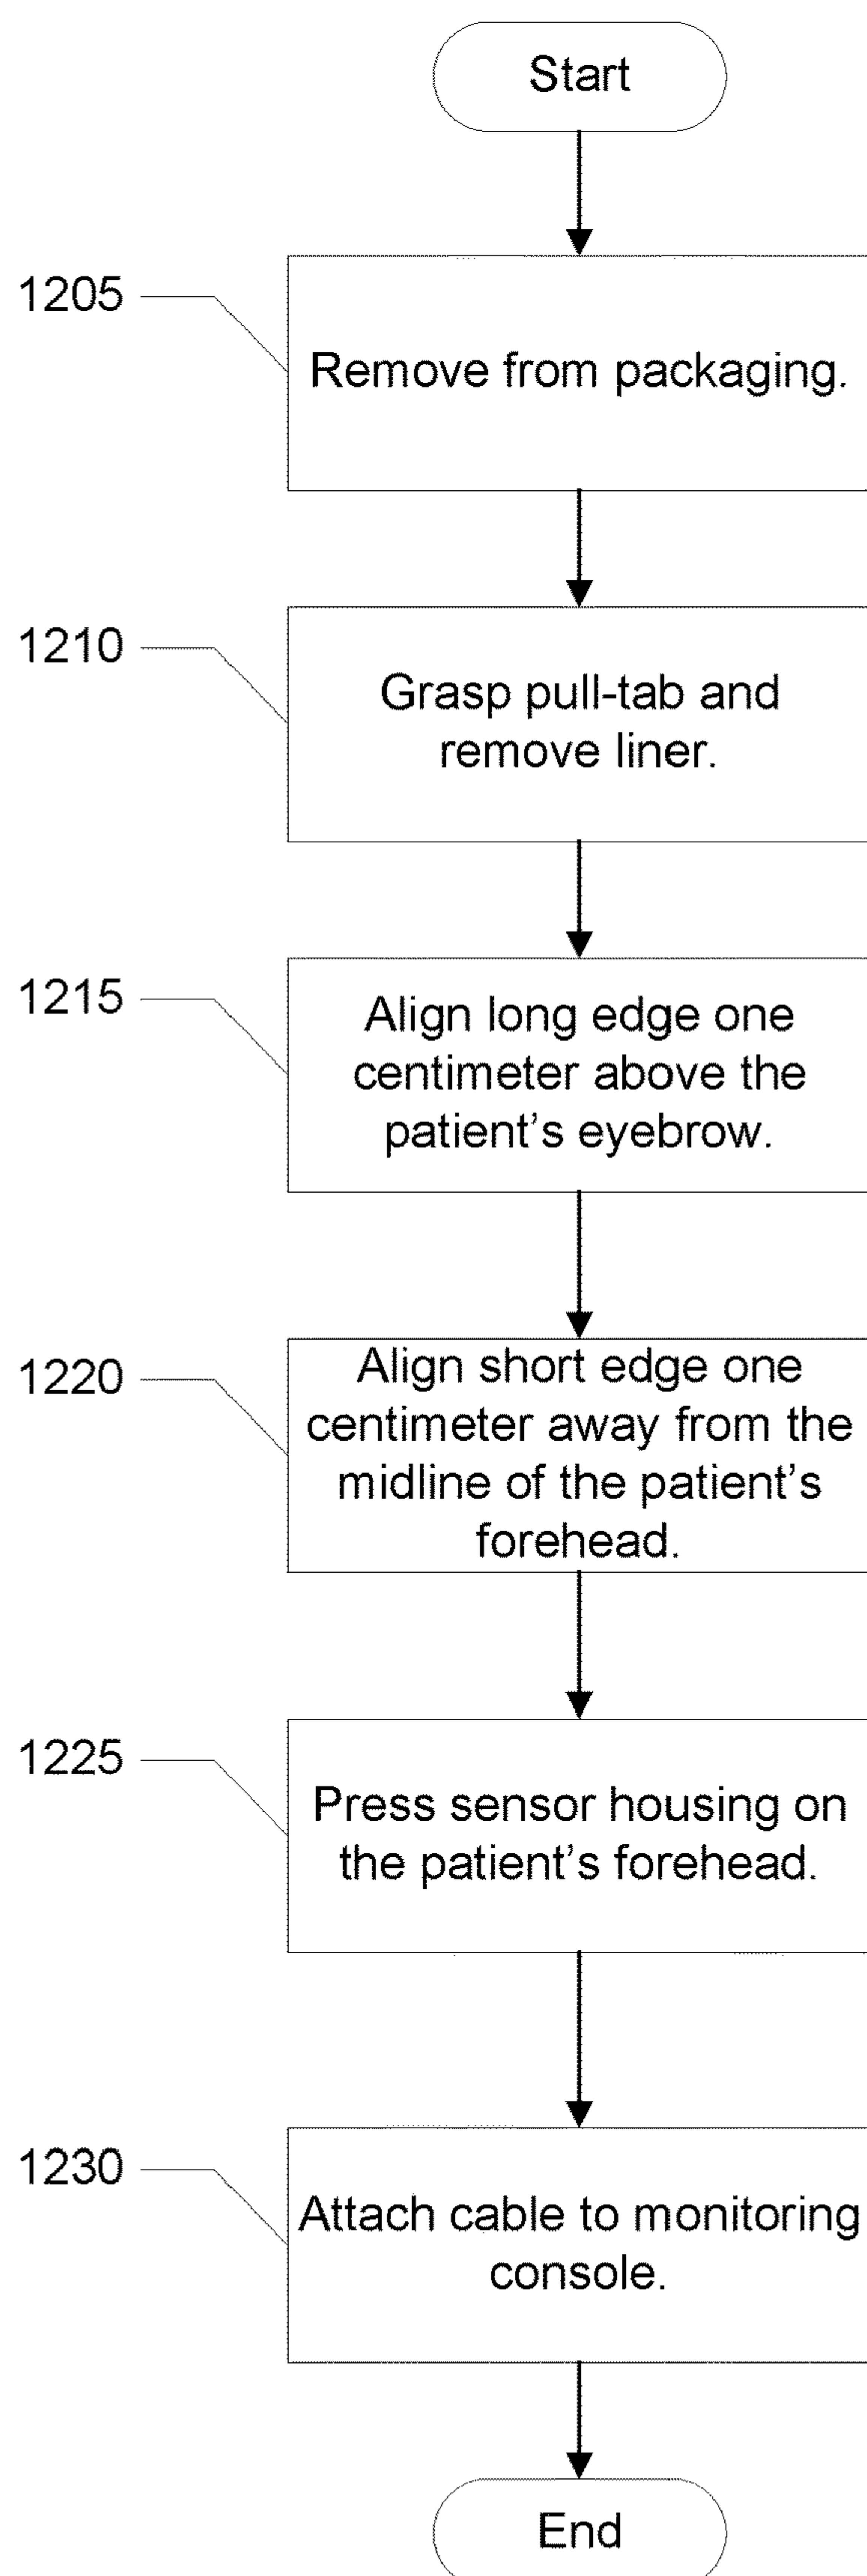 Start
1205
Remove from packaging.
1210
Grasp pull-tab and
remove liner.
1215
Align long edge one
centimeter above the
patient's eyebrow.
1220
Align short edge one
centimeter away from the
midline of the patient's
forehead.
1225
Press sensor housing on
the patient's forehead.
1230
Attach cable to monitoring
console.
End